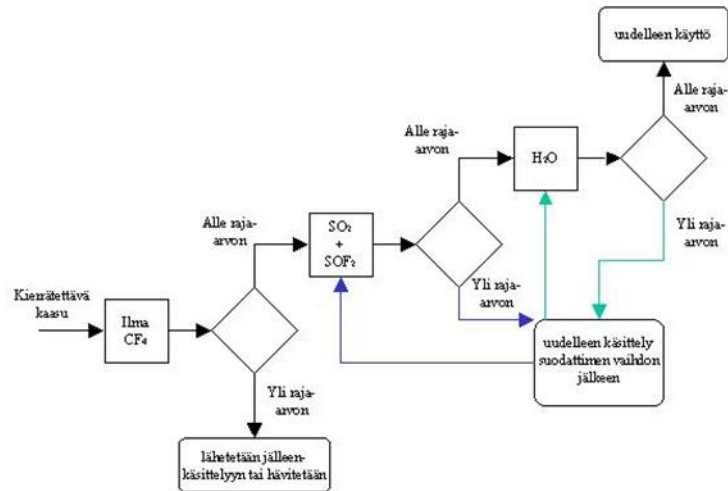 uudelleen käyttö
Alle raja-
arvon
Alle raja-
arvon
H₂O
Yli raja-
arvon
Alle raja-
arvon
SO₂
+
SOF₂
Yli raja-
arvon
Kierrätettävä
kaasu
Ilma
CF₄
uudelleen käsittely
suodattimen vaihdon
jälkeen
Yli raja-
arvon
lähetetään jälleen-
käsittelyyn tai hävitetään